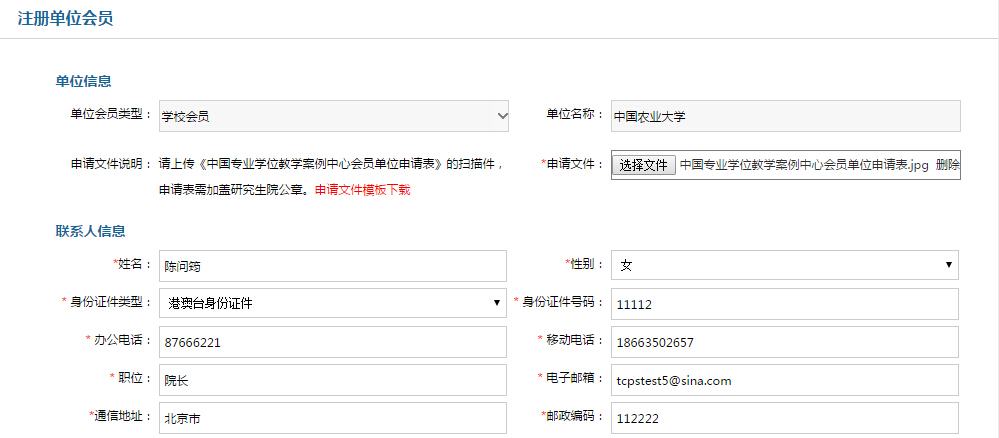 注册单位会员
单位信息
单位会员类型： 学校会员 单位名称： 中国农业大学
申请文件说明： 请上传《中国专业学位教学案例中心会员单位申请表》的扫描件， *申请文件： 选择文件 中国专业学位教学案例中心会员单位申请表.jpg 删除
申请表需加盖研究生院公章。申请文件模板下载
联系人信息
*姓名： 陈问筠 *性别： 女
* 身份证件类型： 港澳台身份证件 * 身份证件号码： 11112
* 办公电话： 87666221 * 移动电话： 18663502657
* 职位： 院长 * 电子邮箱： tcpstest5@sina.com
*通信地址： 北京市 *邮政编码： 112222